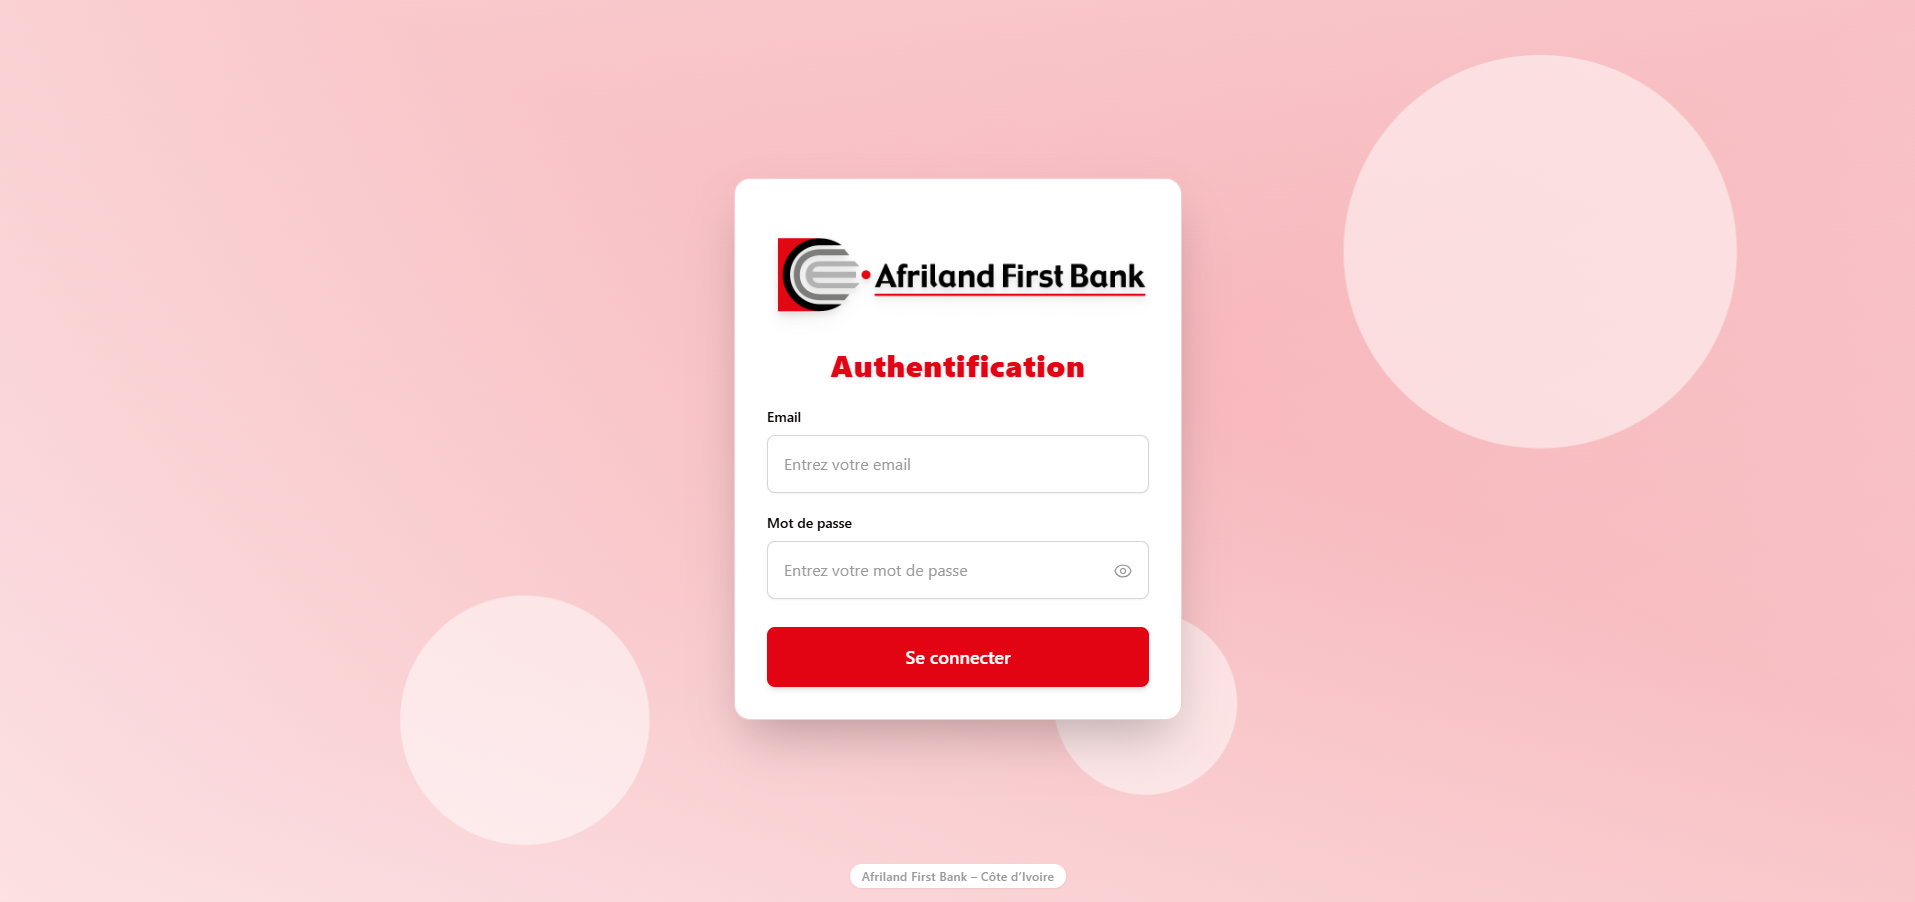 Afriland First Bank
Authentification
Email
Entrez votre email
Mot de passe
Entrez votre mot de passe
Se connecter
Afriland First Bank – Côte d'Ivoire